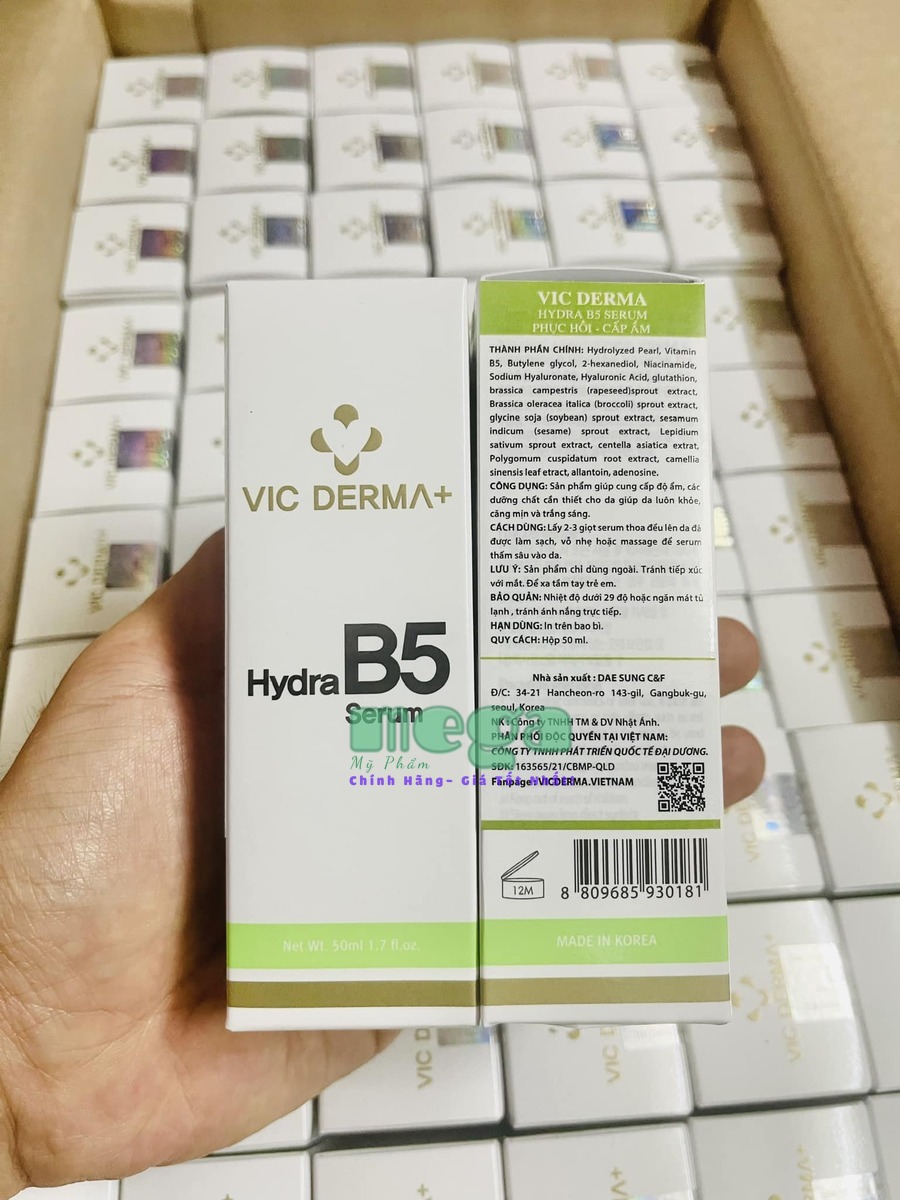 VIC DERMA+
Hydra B5
Serum
Net Wt. 50ml 1.7 fl.oz.
VIC DERMA
HYDRA B5 SERUM
PHỤC HỒI - CẤP ẨM
THÀNH PHẦN CHÍNH: Hydrolyzed Pearl, Vitamin
B5, Butylene glycol, 2-hexanediol, Niacinamide,
Sodium Hyaluronate, Hyaluronic Acid, glutathion,
brassica campestris (rapeseed)sprout extract,
Brassica oleracea italica (broccoli) sprout extract,
glycine soja (soybean) sprout extract, sesamum
indicum (sesame) sprout extract, Lepidium
sativum sprout extract, centella asiatica extrat,
Polygomum cuspidatum root extract, camellia
sinensis leaf etract, allantoin, adenosine.
CÔNG DỤNG: Sản phẩm giúp cung cấp độ ẩm, các
dưỡng chất cần thiết cho da giúp da luôn khỏe,
căng mịn và trắng sáng.
CÁCH DÙNG: Lấy 2-3 giọt serum thoa đều lên da đã
được làm sạch, vỗ nhẹ hoặc massage để serum
thấm sâu vào da.
LƯU Ý: Sản phẩm chỉ dùng ngoài. Tránh tiếp xúc
với mắt. Để xa tầm tay trẻ em.
BẢO QUẢN: Nhiệt độ dưới 29 độ hoặc ngăn mát tủ
lạnh , tránh ánh nắng trực tiếp.
HẠN DÙNG: In trên bao bì.
QUY CÁCH: Hộp 50 ml.
Nhà sản xuất : DAE SUNG C&F
Đ/C: 34-21 Hancheon-ro 143-gil, Gangbuk-gu,
seoul, Korea
NK : Công ty TNHH TM & DV Nhật Ánh.
PHÂN PHỐI ĐỘC QUYỀN TẠI VIỆT NAM:
CÔNG TY TNHH PHÁT TRIỂN QUỐC TẾ ĐẠI DƯƠNG.
SĐK: 163565/21/CBMP-QLD
Fanpage: VICDERMA.VIETNAM
12M
8 809685 930181
MADE IN KOREA
mega
Mỹ Phẩm
Chính Hãng- Giá Tốt Nhất